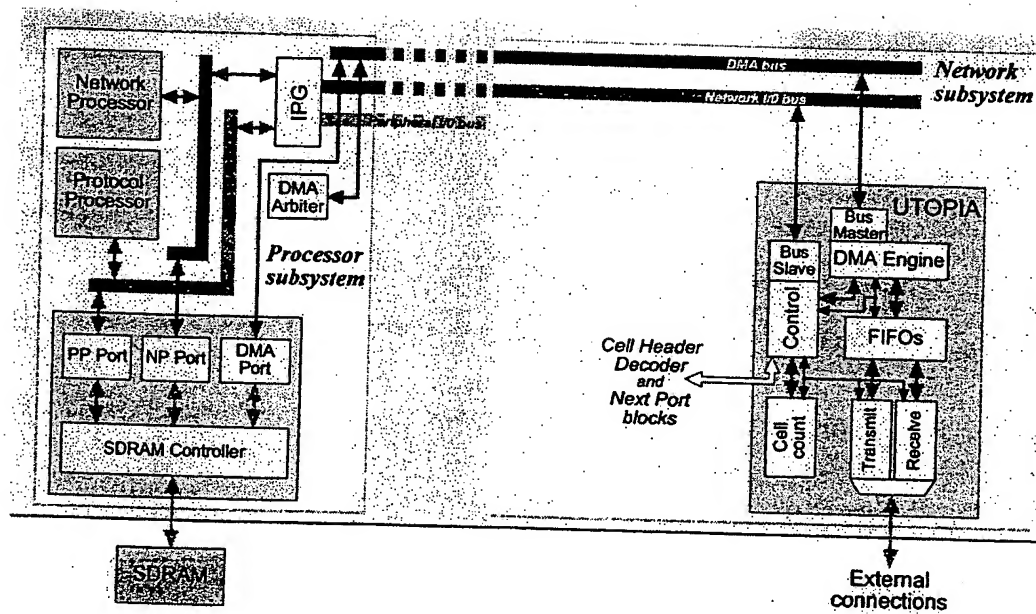 Network
Processor
Protocol
Processor
IPG
DMA
Arbiter
Processor
subsystem
PP Port
NP Port
DMA
Port
SDRAM Controller
SDRAM
DMA bus
Network I/O Bus
Peripheral I/O bus
Network
subsystem
UTOPIA
Bus
Master
DMA Engine
Bus
Slave
Control
FIFOs
Cell Header
Decoder
and
Next Port
blocks
Cell
count
Transmit
Receive
External
connections